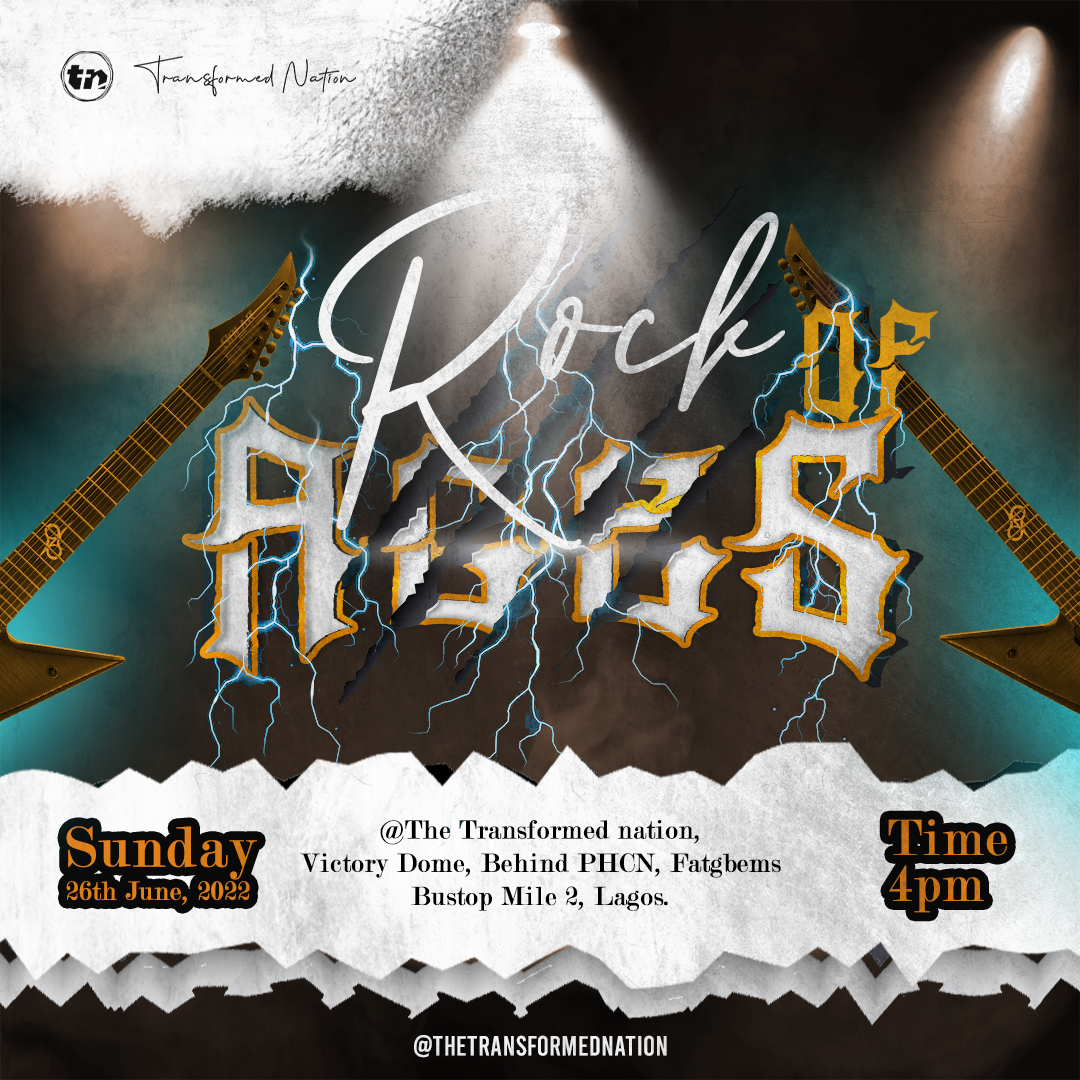 tn
Transformed Nation
Rock
OF
AGES
Sunday
26th June, 2022
@The Transformed nation,
Victory Dome, Behind PHCN, Fatgbems
Bustop Mile 2, Lagos.
Time
4pm
@THETRANSFORMEDNATION